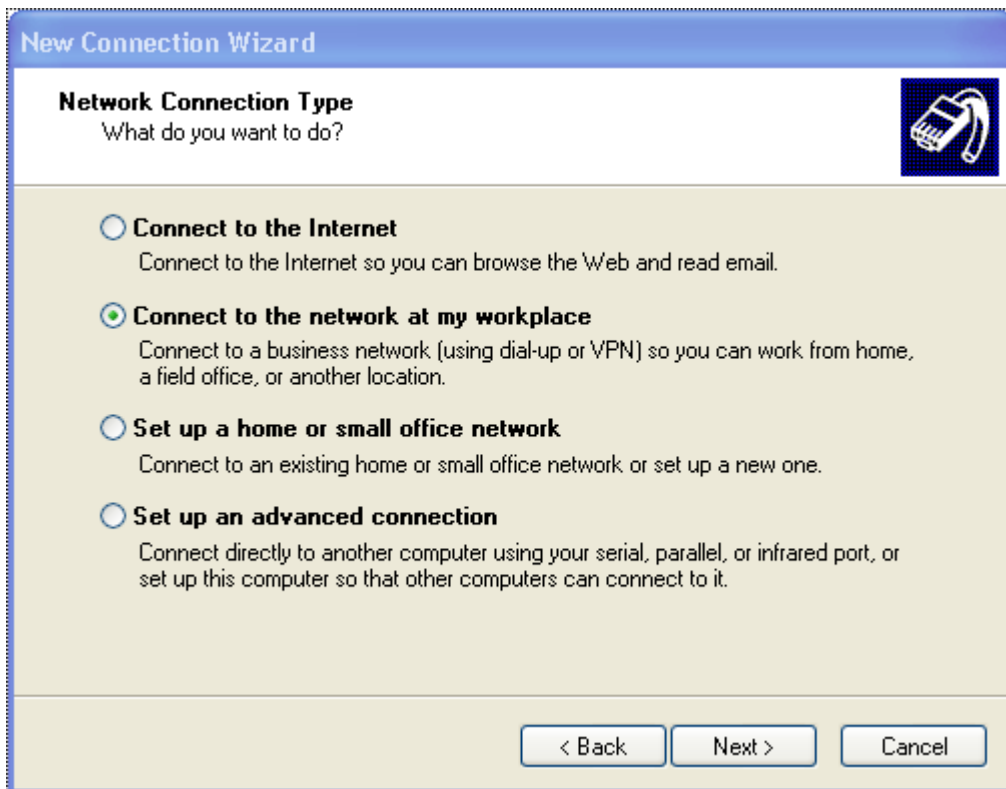 New Connection Wizard
Network Connection Type
What do you want to do?
Connect to the Internet
Connect to the Internet so you can browse the Web and read email.
Connect to the network at my workplace
Connect to a business network (using dial-up or VPN) so you can work from home,
a field office, or another location.
Set up a home or small office network
Connect to an existing home or small office network or set up a new one.
Set up an advanced connection
Connect directly to another computer using your serial, parallel, or infrared port, or
set up this computer so that other computers can connect to it.
< Back Next > Cancel